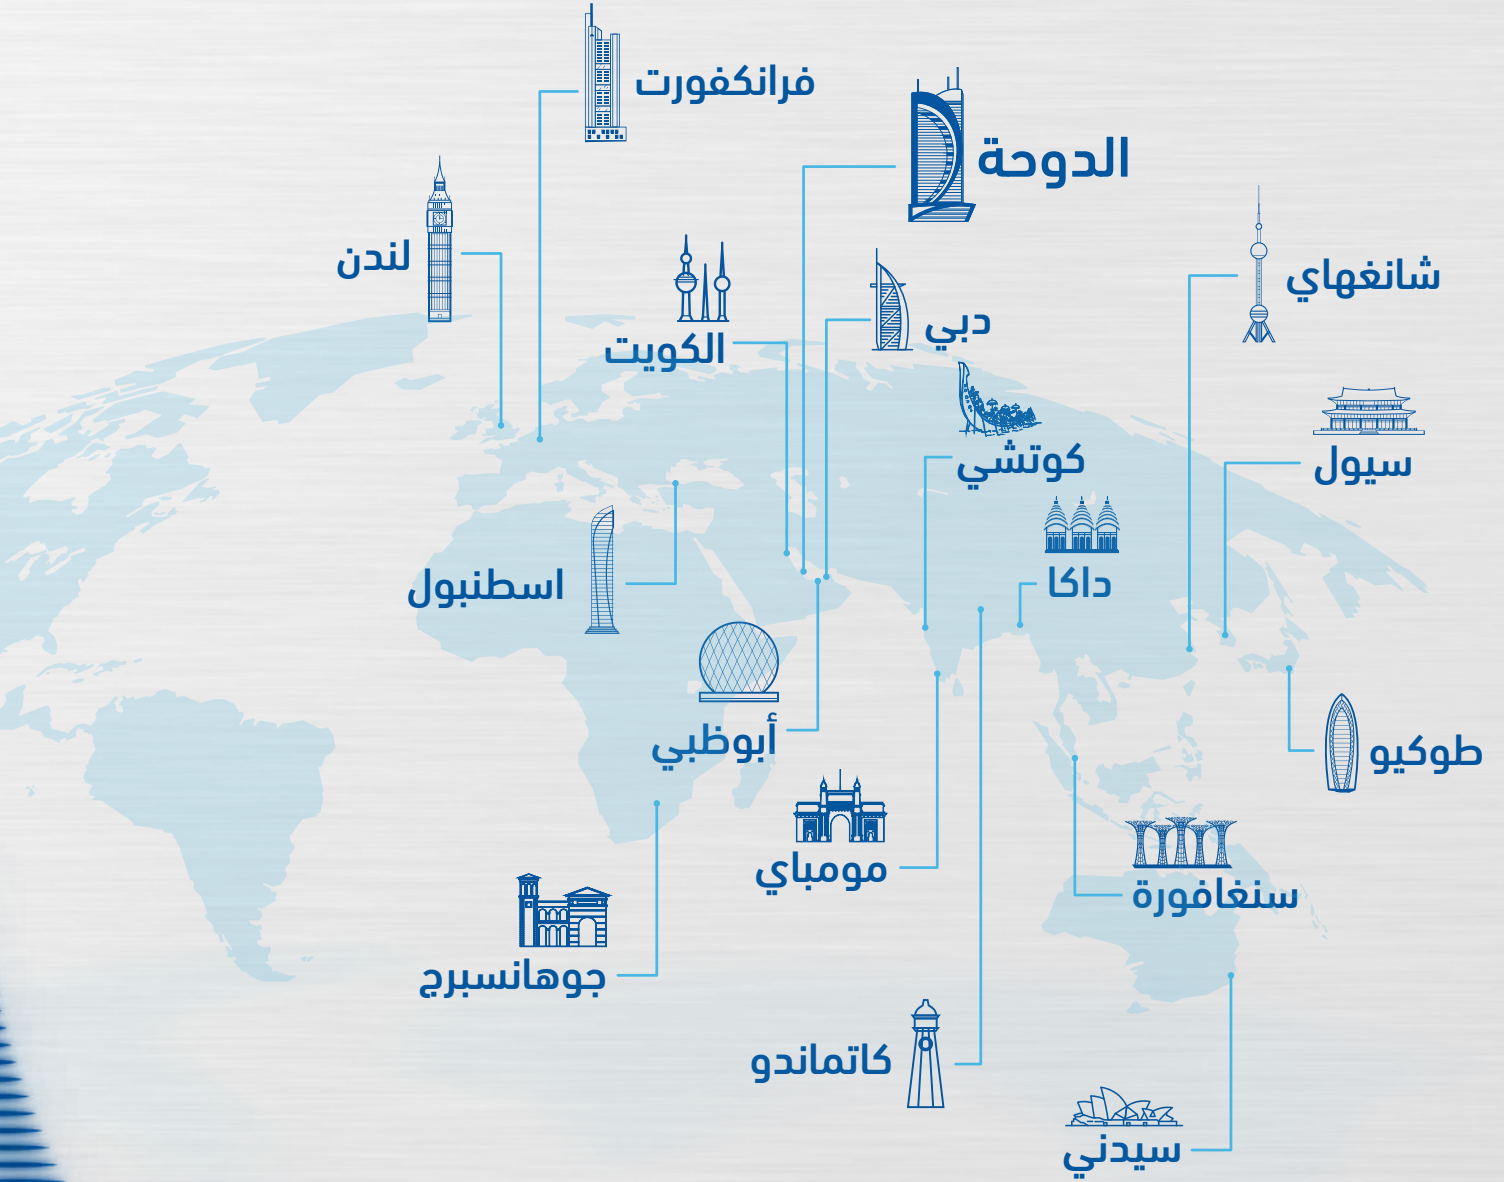 فرانكفورت
الدوحة
لندن
شانغهاي
دبي
الكويت
كوتشي
سيول
داكا
اسطنبول
أبوظبي
طوكيو
مومباي
سنغافورة
جوهانسبرج
كاتماندو
سيدني